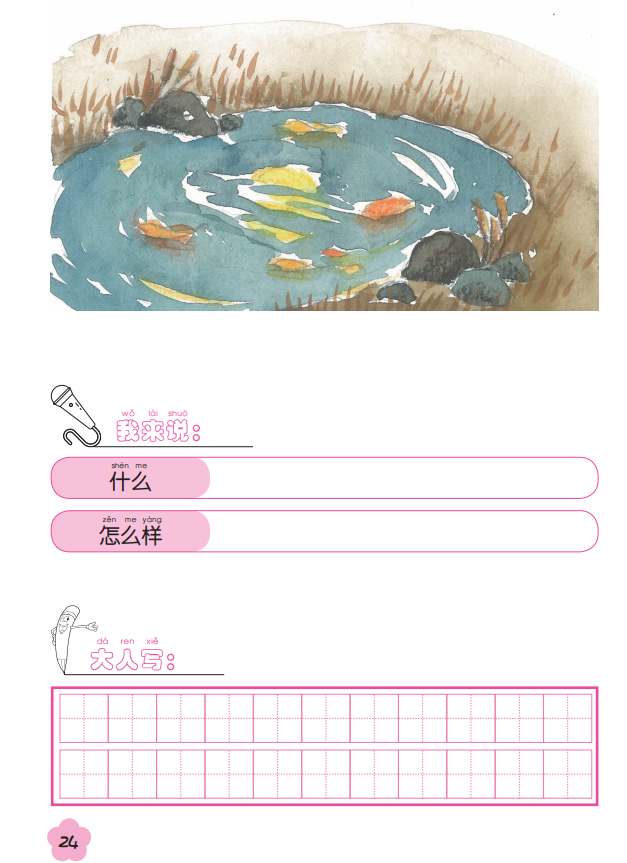 wǒ lái shuō
我来说：
shén me
什么
zěn me yàng
怎么样
dà ren xiě
大人写：
24